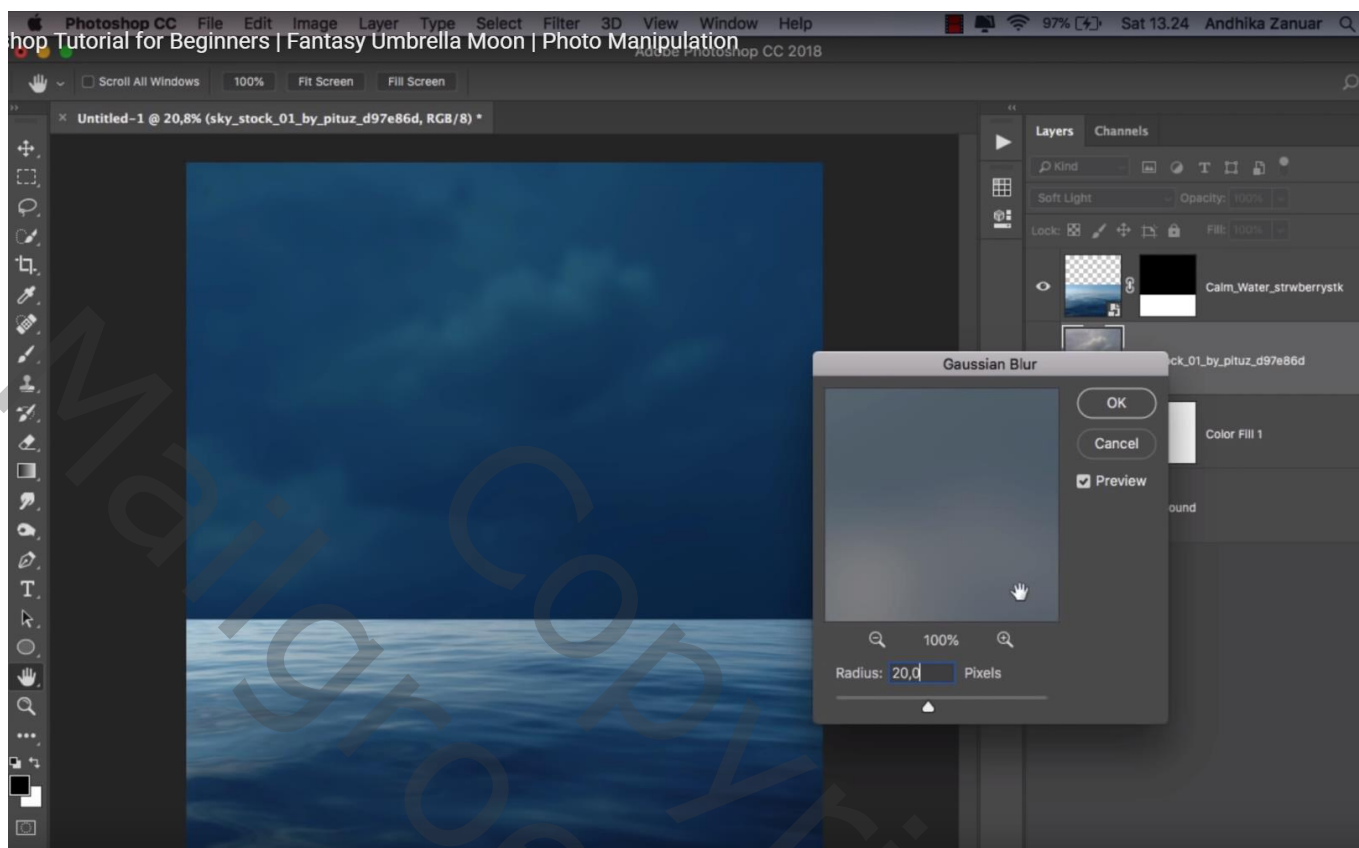 Photoshop CC File Edit Image Layer Type Select Filter 3D View Window Help 97% Sat 13.24 Andhika Zanuar
hop Tutorial for Beginners | Fantasy Umbrella Moon | Photo Manipulation
Adobe Photoshop CC 2018
Scroll All Windows 100% Fit Screen Fill Screen
× Untitled-1 @ 20,8% (sky_stock_01_by_pituz_d97e86d, RGB/8) *
Layers Channels
Kind
Soft Light Opacity: 100%
Lock: Fill: 100%
Calm_Water_strwberrystk
ck_01_by_pituz_d97e86d
Color Fill 1
ound
Gaussian Blur
OK
Cancel
Preview
100%
Radius: 20,0 Pixels